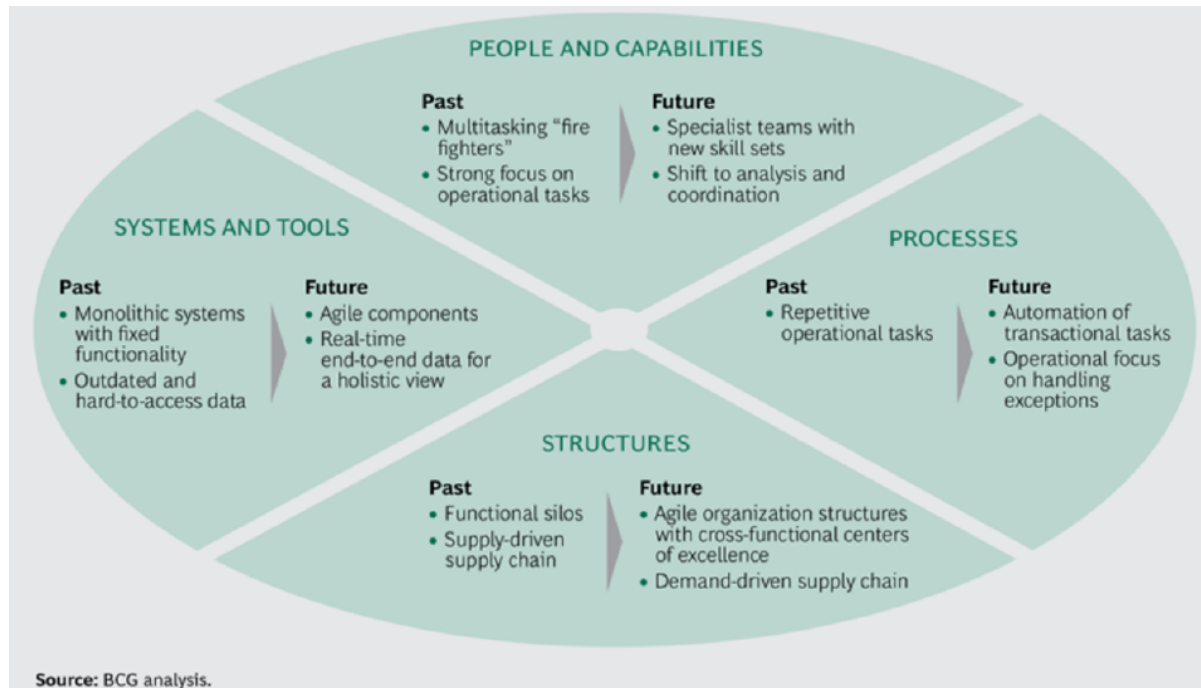 PEOPLE AND CAPABILITIES
Past
• Multitasking “fire
fighters”
• Strong focus on
operational tasks
Future
• Specialist teams with
new skill sets
• Shift to analysis and
coordination
SYSTEMS AND TOOLS
Past
• Monolithic systems
with fixed
functionality
• Outdated and
hard-to-access data
Future
• Agile components
• Real-time
end-to-end data for
a holistic view
PROCESSES
Past
• Repetitive
operational tasks
Future
• Automation of
transactional tasks
• Operational focus
on handling
exceptions
STRUCTURES
Past
• Functional silos
• Supply-driven
supply chain
Future
• Agile organization structures
with cross-functional centers
of excellence
• Demand-driven supply chain
Source: BCG analysis.